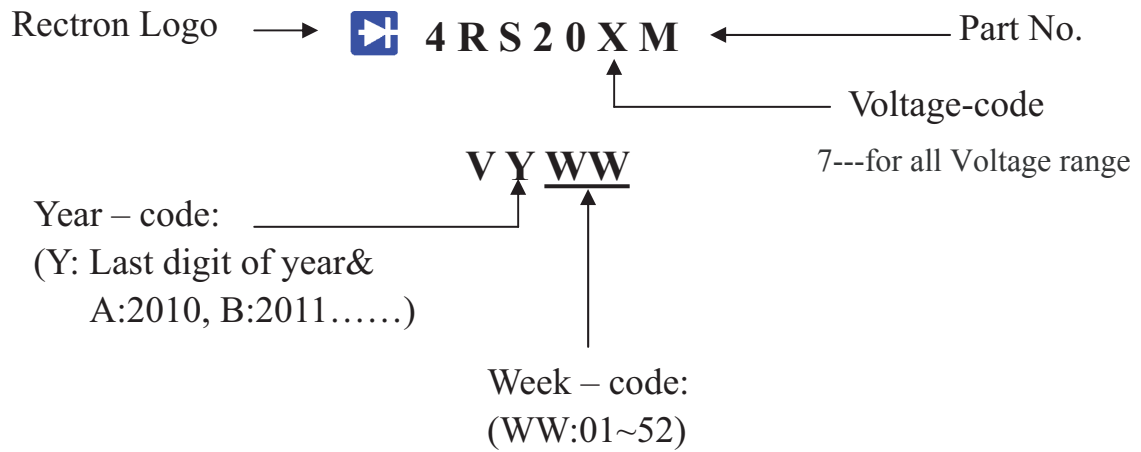 Rectron Logo 4 R S 2 0 X M Part No.
Voltage-code
V Y WW 7---for all Voltage range
Year – code:
(Y: Last digit of year&
A:2010, B:2011……)
Week – code:
(WW:01~52)